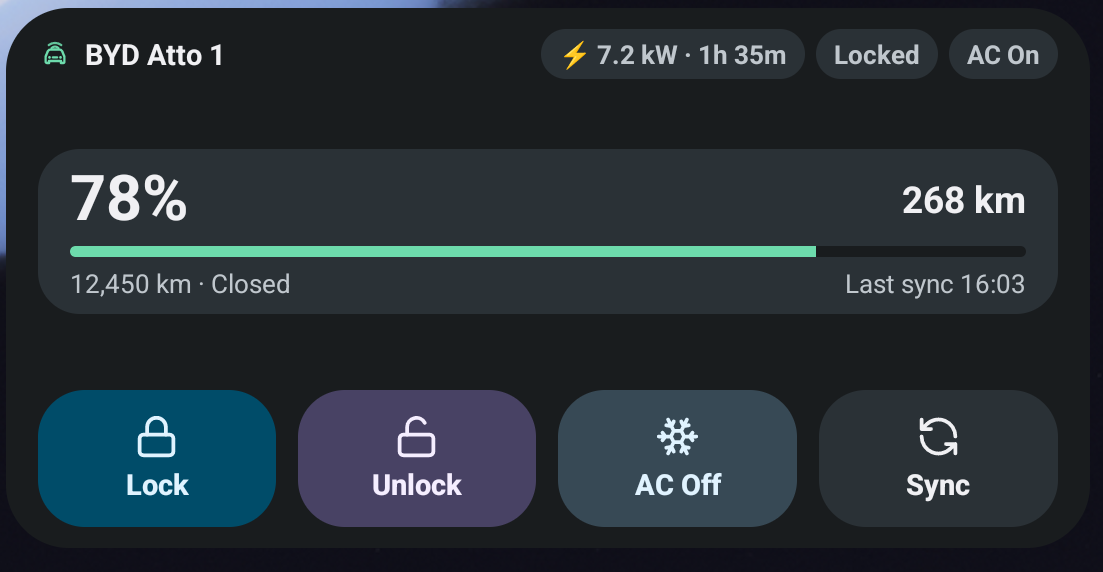 BYD Atto 1
⚡ 7.2 kW · 1h 35m
Locked
AC On
78%
268 km
12,450 km · Closed
Last sync 16:03
Lock
Unlock
AC Off
Sync